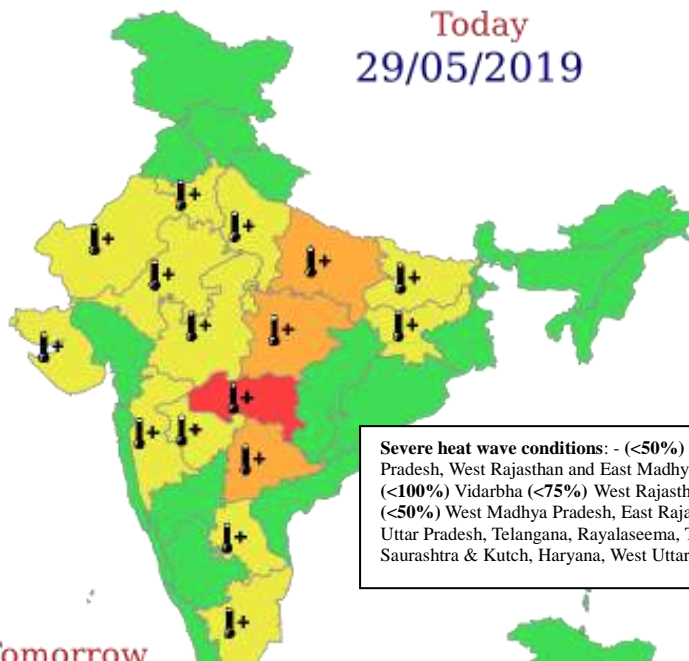 Today
29/05/2019
Severe heat wave conditions: - (<50%)
Pradesh, West Rajasthan and East Madhy
(<100%) Vidarbha (<75%) West Rajasth
(<50%) West Madhya Pradesh, East Raja
Uttar Pradesh, Telangana, Rayalaseema, T
Saurashtra & Kutch, Haryana, West Uttar
Tomorrow